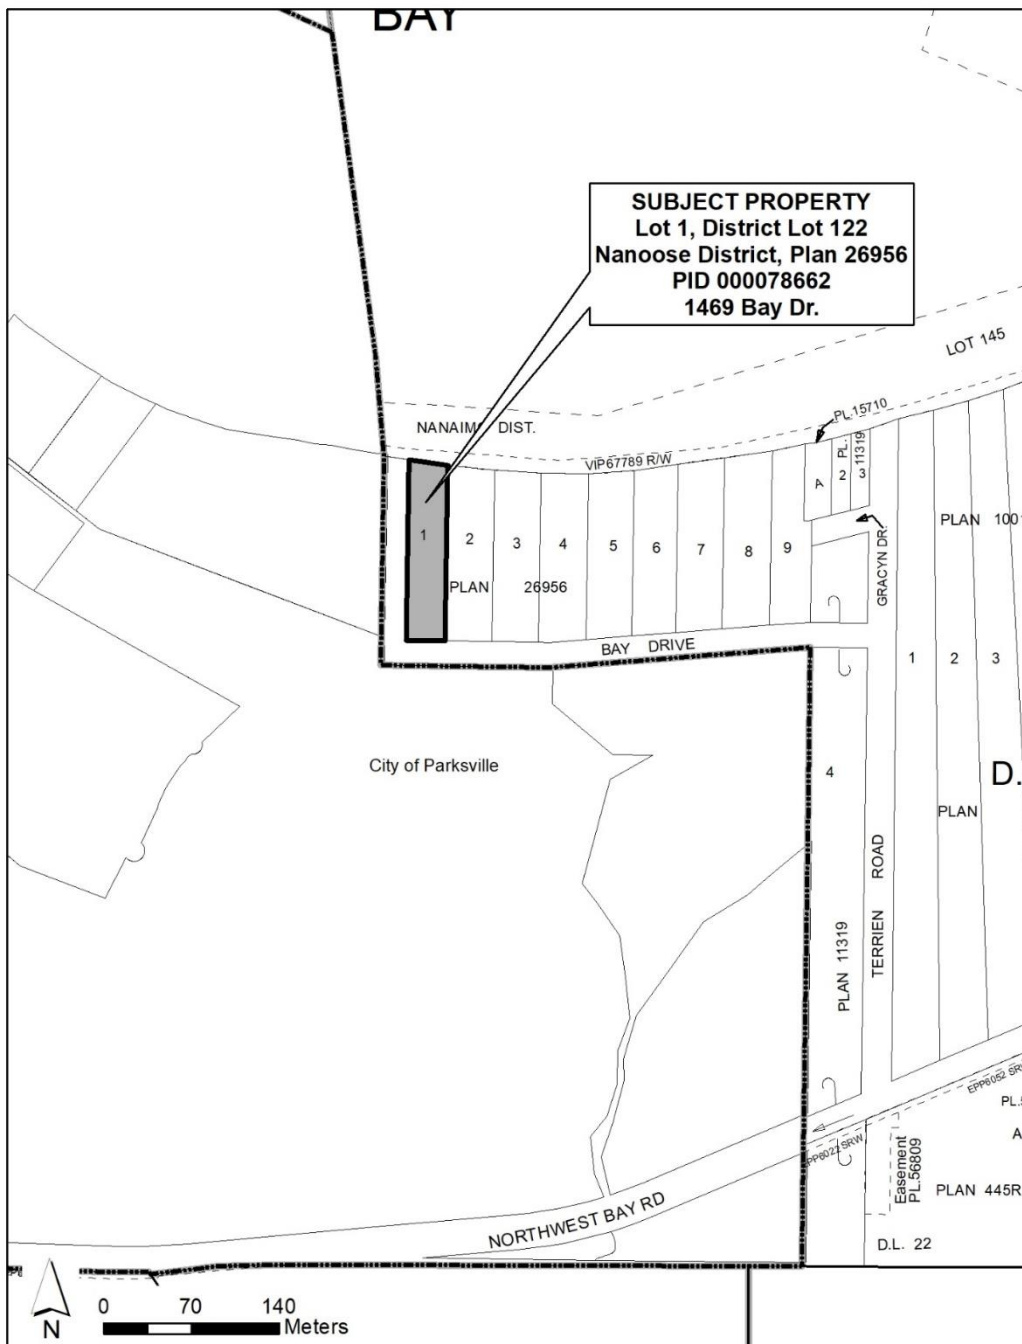 BAY
SUBJECT PROPERTY
Lot 1, District Lot 122
Nanoose District, Plan 26956
PID 000078662
1469 Bay Dr.
LOT 145
NANAIMO DIST.
PL.15710
VIP67789 R/W
PL.
11319
A
2
3
1
2
3
4
5
6
7
8
9
PLAN 26956
PLAN 1001
GRACYN DR.
BAY DRIVE
1
2
3
City of Parksville
4
D.
PLAN
TERRIEN ROAD
PLAN 11319
EPP6052 SRW
EPP6022 SRW
Easement
PL.56809
PLAN 445R
A
NORTHWEST BAY RD
D.L. 22
N
0 70 140
Meters